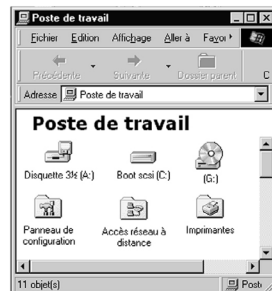 Poste de travail
Fichier Edition Affichage Aller à Favor
Précédente Suivante Dossier parent C
Adresse Poste de travail
Poste de travail
Disquette 3½ (A:) Boot scsi (C:) (G:)
Panneau de configuration Accès réseau à distance Imprimantes
11 objet(s) Post